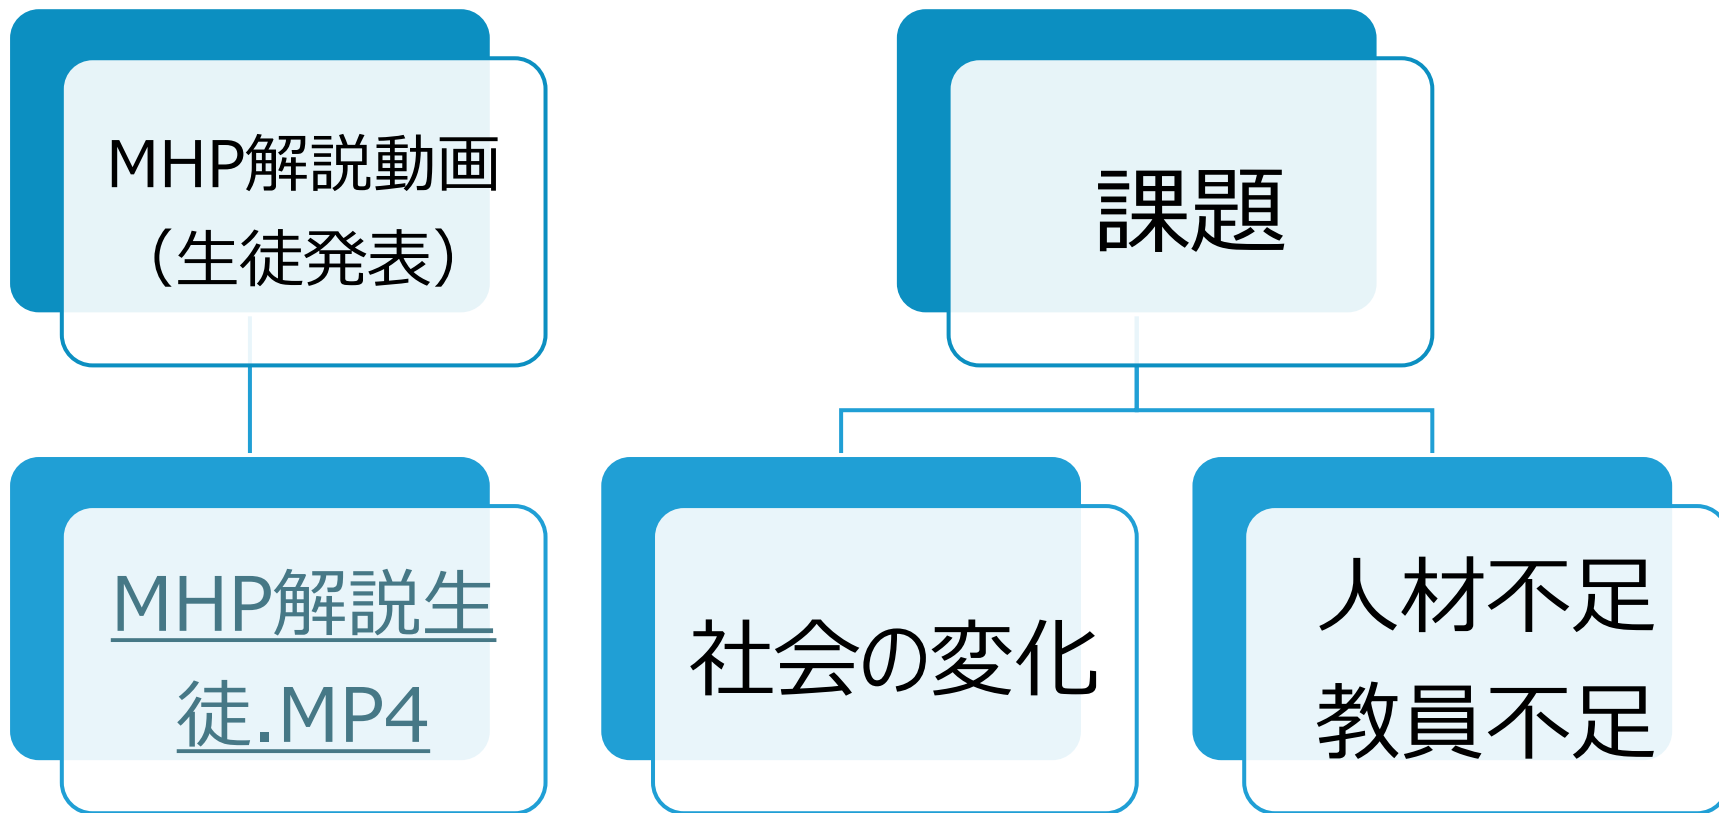 MHP解説動画
（生徒発表）
課題
MHP解説生
徒.MP4
社会の変化
人材不足
教員不足